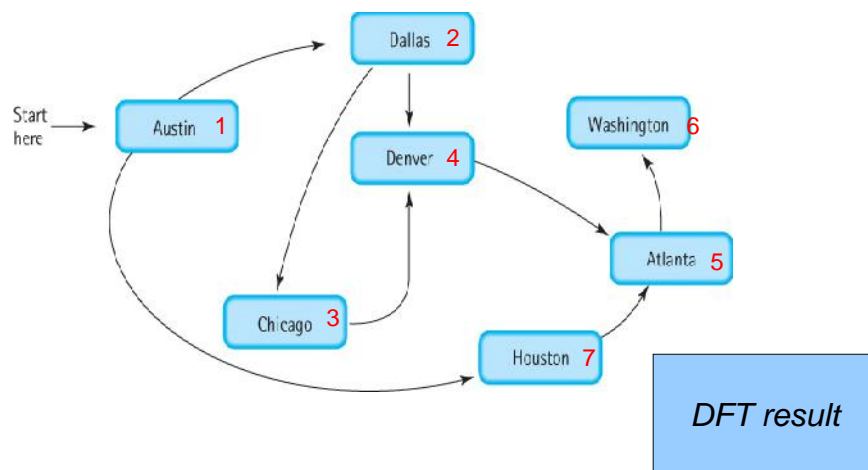 Dallas 2
Start
here
Austin 1
Washington 6
Denver 4
Atlanta 5
Chicago 3
Houston 7
DFT result